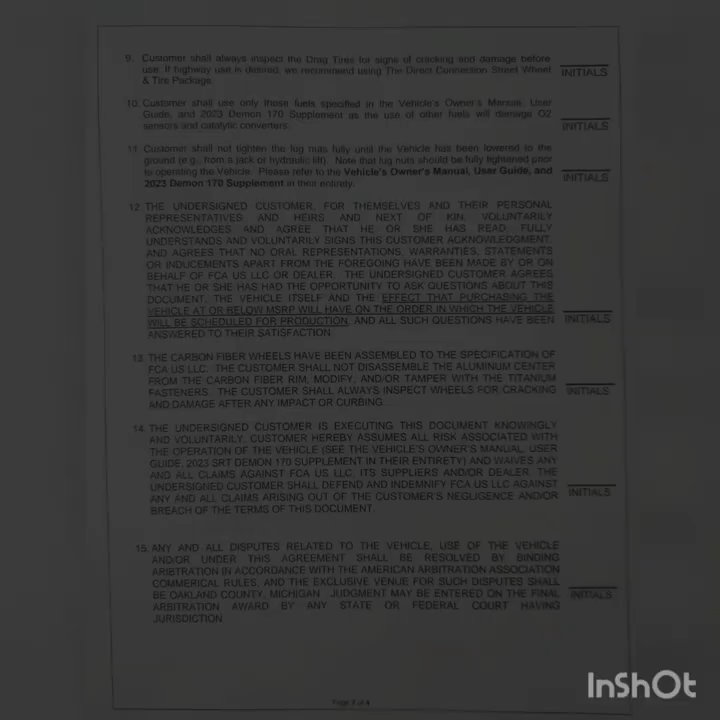 9. Customer shall always inspect the Drag Tires for signs of cracking and damage before
use. If highway use is desired, we recommend using The Direct Connection Street Wheel
& Tire Package.
INITIALS
10. Customer shall use only those fuels specified in the Vehicle's Owner's Manual, User
Guide, and 2023 Demon 170 Supplement as the use of other fuels will damage O2
sensors and catalytic converters.
INITIALS
11. Customer shall not tighten the lug nuts fully until the Vehicle has been lowered to the
ground (e.g., from a jack or hydraulic lift). Note that lug nuts should be fully tightened prior
to operating the Vehicle. Please refer to the Vehicle's Owner's Manual, User Guide, and
2023 Demon 170 Supplement in their entirety.
INITIALS
12. THE UNDERSIGNED CUSTOMER, FOR THEMSELVES AND THEIR PERSONAL
REPRESENTATIVES AND HEIRS AND NEXT OF KIN, VOLUNTARILY
ACKNOWLEDGES AND AGREE THAT HE OR SHE HAS READ, FULLY
UNDERSTANDS AND VOLUNTARILY SIGNS THIS CUSTOMER ACKNOWLEDGMENT,
AND AGREES THAT NO ORAL REPRESENTATIONS, WARRANTIES, STATEMENTS
OR INDUCEMENTS APART FROM THE FOREGOING HAVE BEEN MADE BY OR ON
BEHALF OF FCA US LLC OR DEALER. THE UNDERSIGNED CUSTOMER AGREES
THAT HE OR SHE HAS HAD THE OPPORTUNITY TO ASK QUESTIONS ABOUT THIS
DOCUMENT, THE VEHICLE ITSELF AND THE EFFECT THAT PURCHASING THE
VEHICLE AT OR BELOW MSRP WILL HAVE ON THE ORDER IN WHICH THE VEHICLE
WILL BE SCHEDULED FOR PRODUCTION, AND ALL SUCH QUESTIONS HAVE BEEN
ANSWERED TO THEIR SATISFACTION.
INITIALS
13. THE CARBON FIBER WHEELS HAVE BEEN ASSEMBLED TO THE SPECIFICATION OF
FCA US LLC. THE CUSTOMER SHALL NOT DISASSEMBLE THE ALUMINUM CENTER
FROM THE CARBON FIBER RIM, MODIFY, AND/OR TAMPER WITH THE TITANIUM
FASTENERS. THE CUSTOMER SHALL ALWAYS INSPECT WHEELS FOR CRACKING
AND DAMAGE AFTER ANY IMPACT OR CURBING.
INITIALS
14. THE UNDERSIGNED CUSTOMER IS EXECUTING THIS DOCUMENT KNOWINGLY
AND VOLUNTARILY, CUSTOMER HEREBY ASSUMES ALL RISK ASSOCIATED WITH
THE OPERATION OF THE VEHICLE (SEE THE VEHICLE'S OWNER'S MANUAL, USER
GUIDE, 2023 SRT DEMON 170 SUPPLEMENT IN THEIR ENTIRETY) AND WAIVES ANY
AND ALL CLAIMS AGAINST FCA US LLC, ITS SUPPLIERS AND/OR DEALER. THE
UNDERSIGNED CUSTOMER SHALL DEFEND AND INDEMNIFY FCA US LLC AGAINST
ANY AND ALL CLAIMS ARISING OUT OF THE CUSTOMER'S NEGLIGENCE AND/OR
BREACH OF THE TERMS OF THIS DOCUMENT.
INITIALS
15. ANY AND ALL DISPUTES RELATED TO THE VEHICLE, USE OF THE VEHICLE
AND/OR UNDER THIS AGREEMENT SHALL BE RESOLVED BY BINDING
ARBITRATION IN ACCORDANCE WITH THE AMERICAN ARBITRATION ASSOCIATION
COMMERICAL RULES, AND THE EXCLUSIVE VENUE FOR SUCH DISPUTES SHALL
BE OAKLAND COUNTY, MICHIGAN. JUDGMENT MAY BE ENTERED ON THE FINAL
ARBITRATION AWARD BY ANY STATE OR FEDERAL COURT HAVING
JURISDICTION.
INITIALS
Page of 4
InShOt